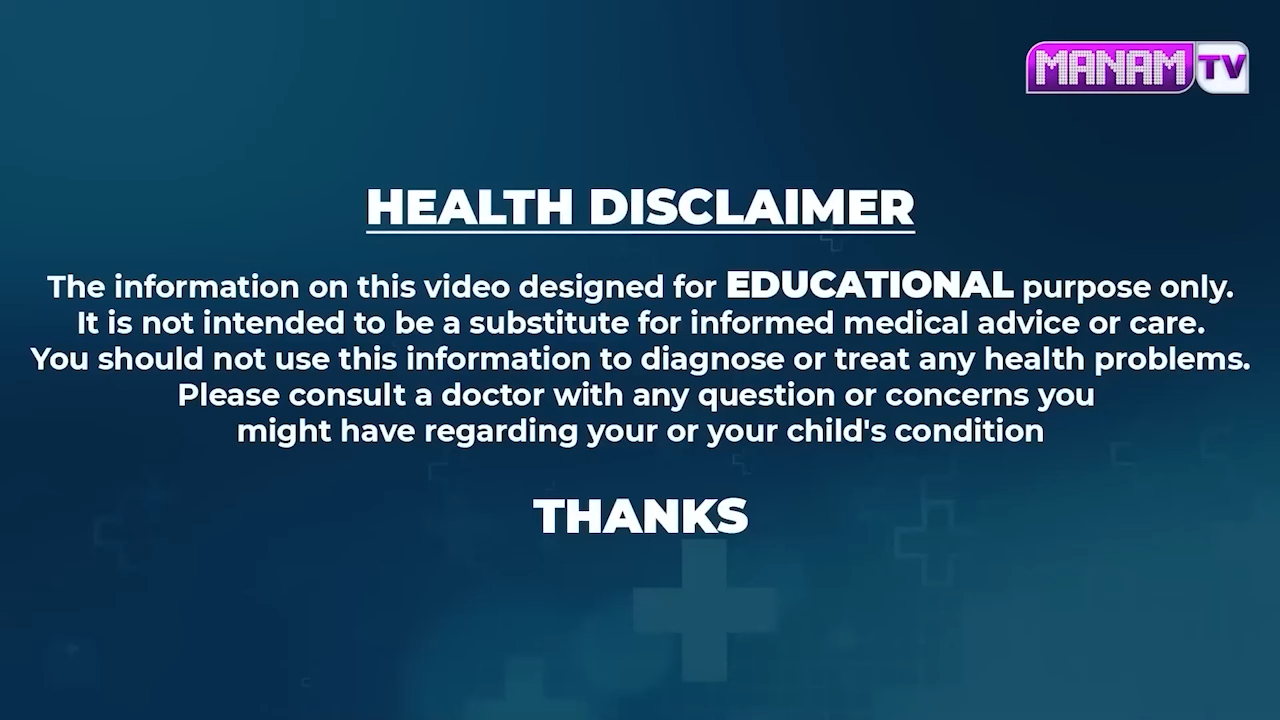 MANAM TV
HEALTH DISCLAIMER
The information on this video designed for EDUCATIONAL purpose only.
It is not intended to be a substitute for informed medical advice or care.
You should not use this information to diagnose or treat any health problems.
Please consult a doctor with any question or concerns you
might have regarding your or your child's condition
THANKS